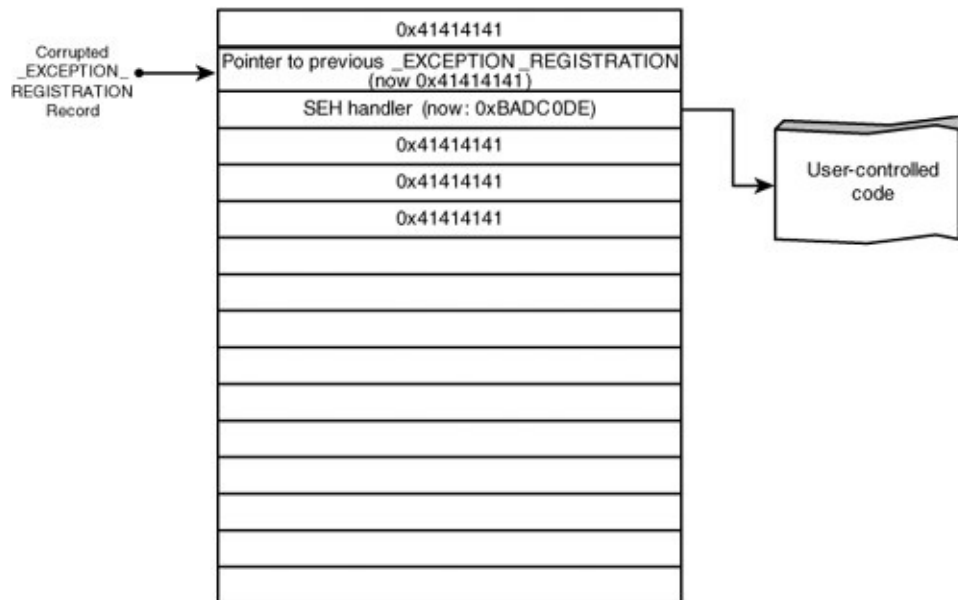 0x41414141
Corrupted
_EXCEPTION_
REGISTRATION
Record
Pointer to previous _EXCEPTION_REGISTRATION
(now 0x41414141)
SEH handler (now: 0xBADC0DE)
0x41414141
0x41414141
0x41414141
User-controlled
code